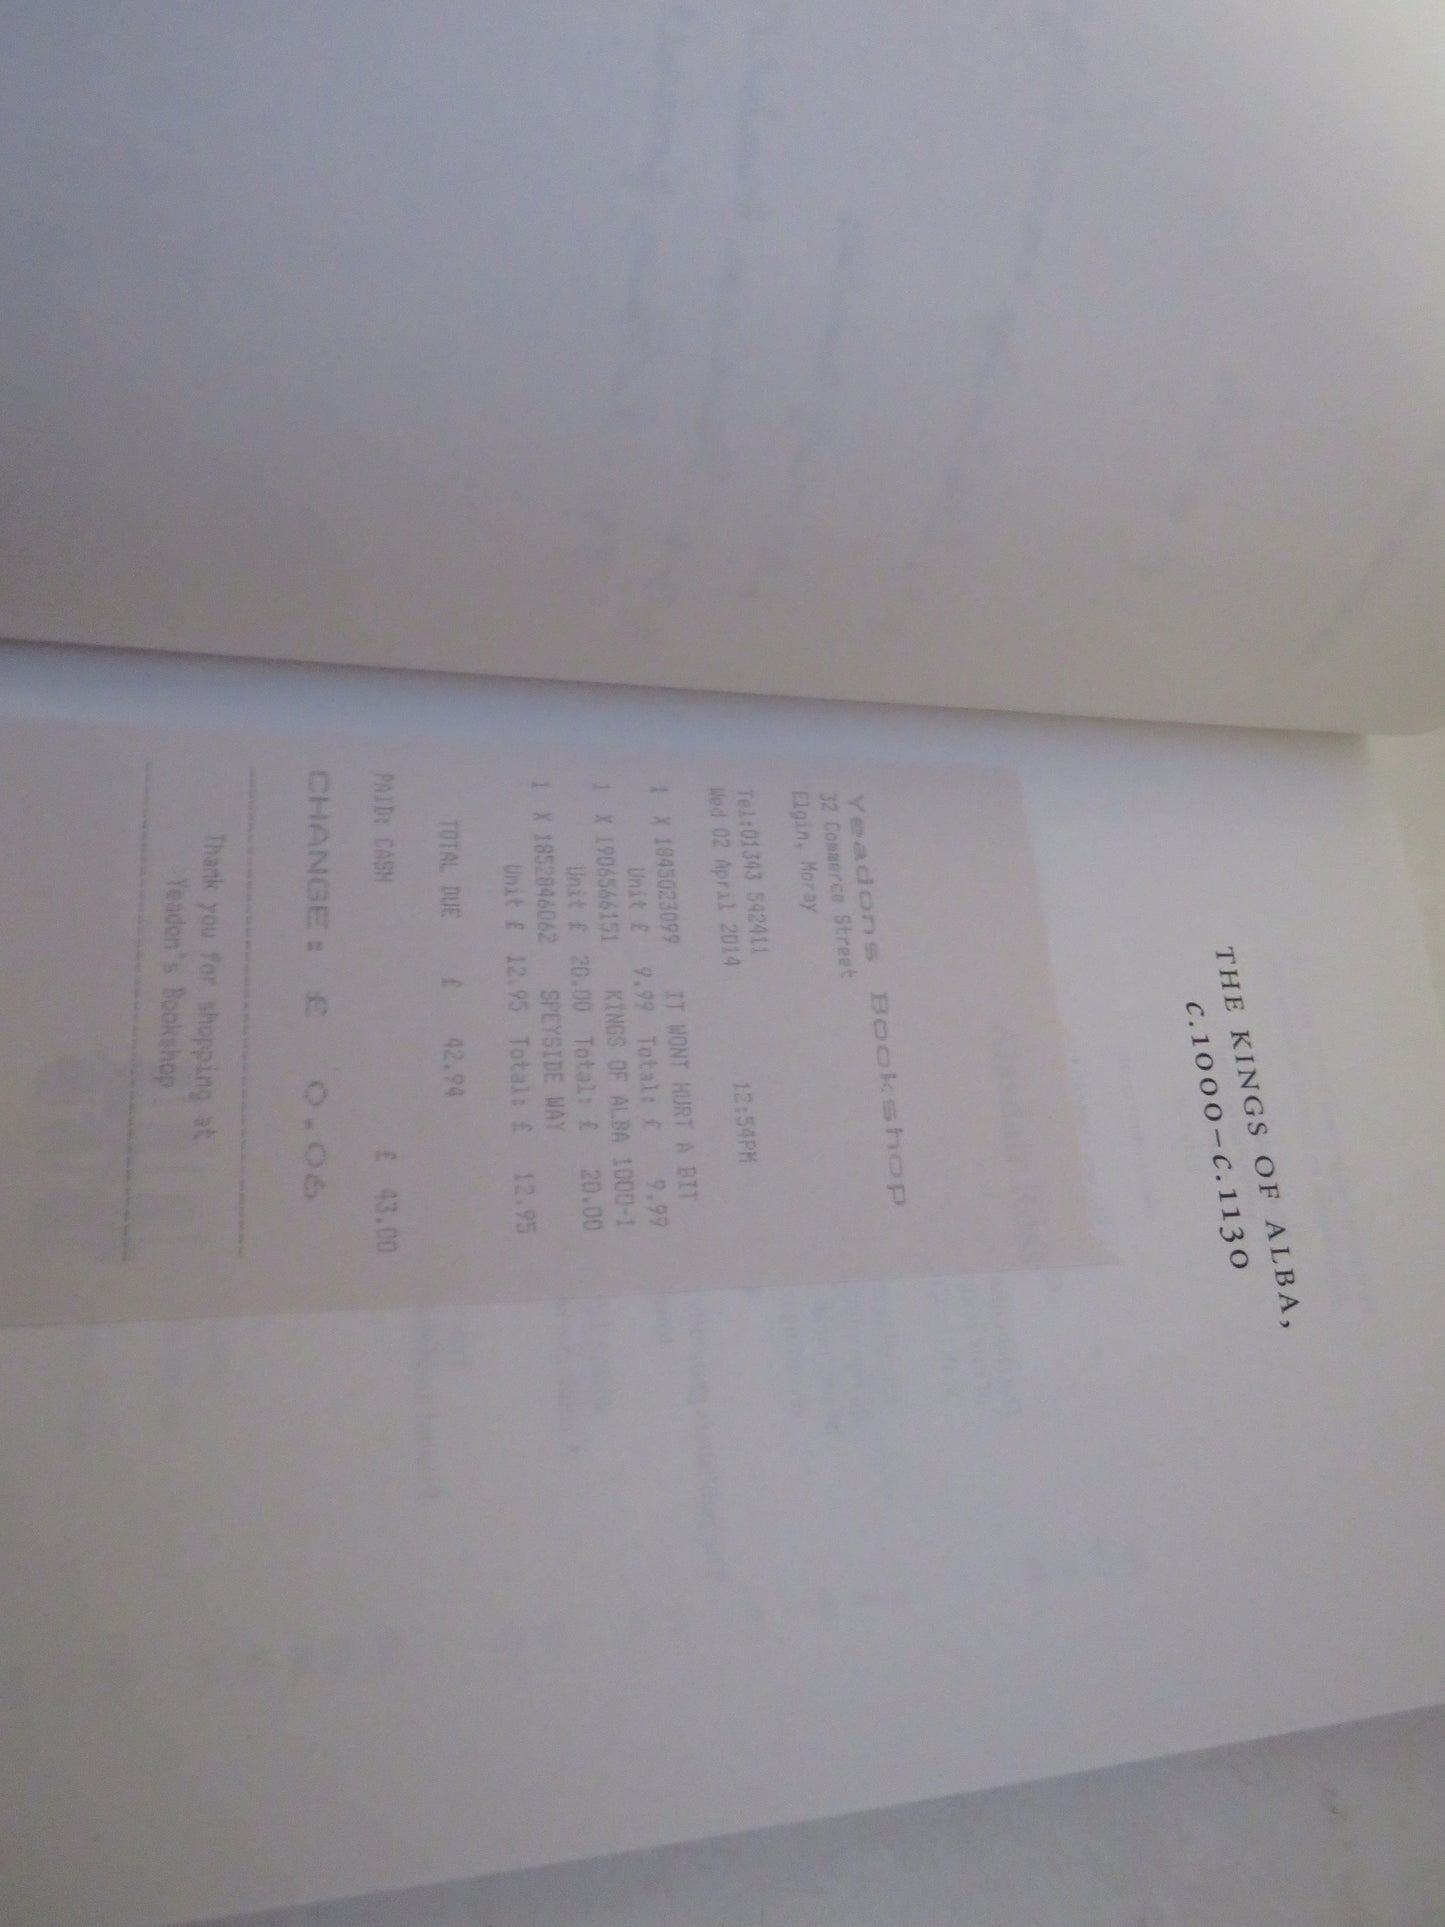 THE KINGS OF ALBA,
c.1000–c.1130
Yeadons Bookshop
32 Commerce Street
Elgin, Moray
Tel:01343 542411
Wed 02 April 2014 12:54PM
1 X 1845023099 IT WONT HURT A BIT
Unit £ 9.99 Total: £ 9.99
1 X 1906566151 KINGS OF ALBA 1000-1
Unit £ 20.00 Total: £ 20.00
1 X 1852846062 SPEYSIDE WAY
Unit £ 12.95 Total: £ 12.95
TOTAL DUE £ 42.94
PAID: CASH £ 43.00
CHANGE: £ 0.06
Thank you for shopping at
Yeadon's Bookshop